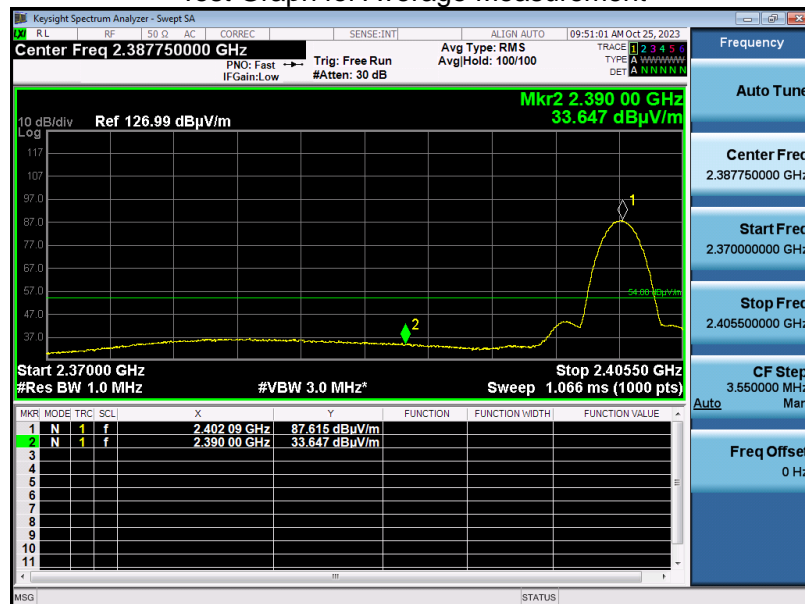 Test Graph for Average Measurement
Keysight Spectrum Analyzer - Swept SA
LXI RL RF 50 Ω AC CORREC SENSE:INT ALIGN AUTO 09:51:01 AM Oct 25, 2023
Center Freq 2.387750000 GHz
PNO: Fast
IFGain:Low
Trig: Free Run
#Atten: 30 dB
Avg Type: RMS
Avg|Hold: 100/100
TRACE 1 2 3 4 5 6
TYPE A WWWWW
DET A N N N N N
Mkr2 2.390 00 GHz
33.647 dBµV/m
10 dB/div Ref 126.99 dBµV/m
Log
117
107
97.0
87.0
77.0
67.0
57.0
47.0
37.0
1
54.00 dBµV/m
2
Start 2.37000 GHz Stop 2.40550 GHz
#Res BW 1.0 MHz #VBW 3.0 MHz* Sweep 1.066 ms (1000 pts)
MKR MODE TRC SCL X Y FUNCTION FUNCTION WIDTH FUNCTION VALUE
1 N 1 f 2.402 09 GHz 87.615 dBµV/m
2 N 1 f 2.390 00 GHz 33.647 dBµV/m
3
4
5
6
7
8
9
10
11
MSG STATUS
Frequency
Auto Tune
Center Freq
2.387750000 GHz
Start Freq
2.370000000 GHz
Stop Freq
2.405500000 GHz
CF Step
3.550000 MHz
Auto Man
Freq Offset
0 Hz